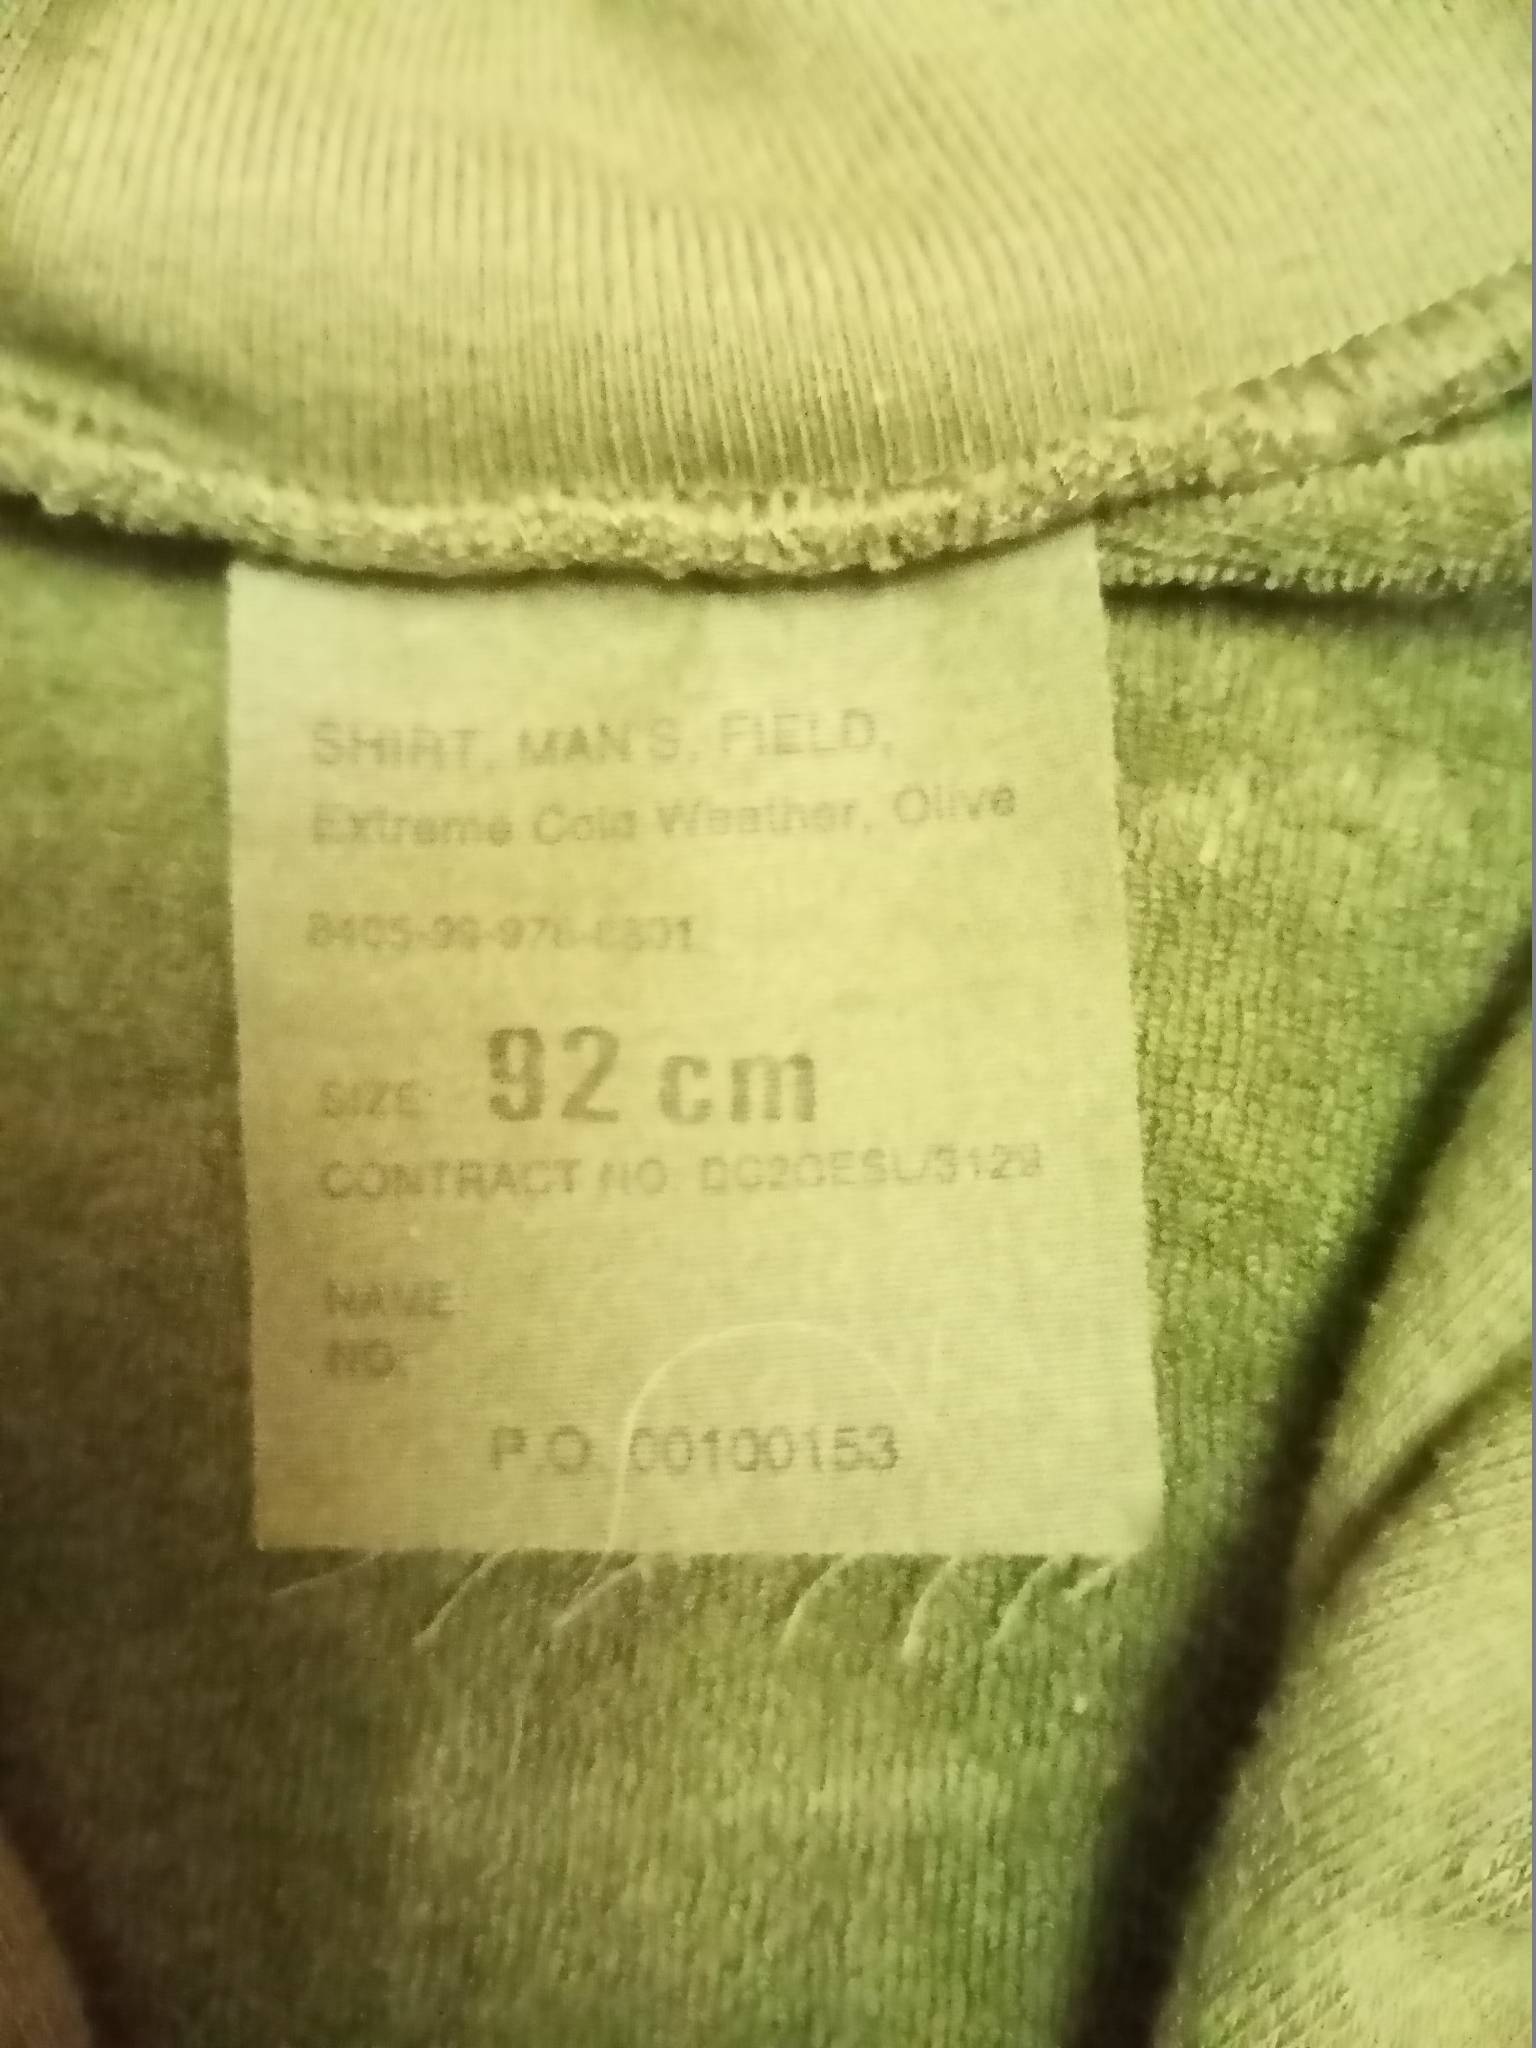 SHIRT, MAN'S, FIELD,
Extreme Cold Weather, Olive
SIZE 92 cm
CONTRACT NO.
NAME
NO.
P.O. 00100153